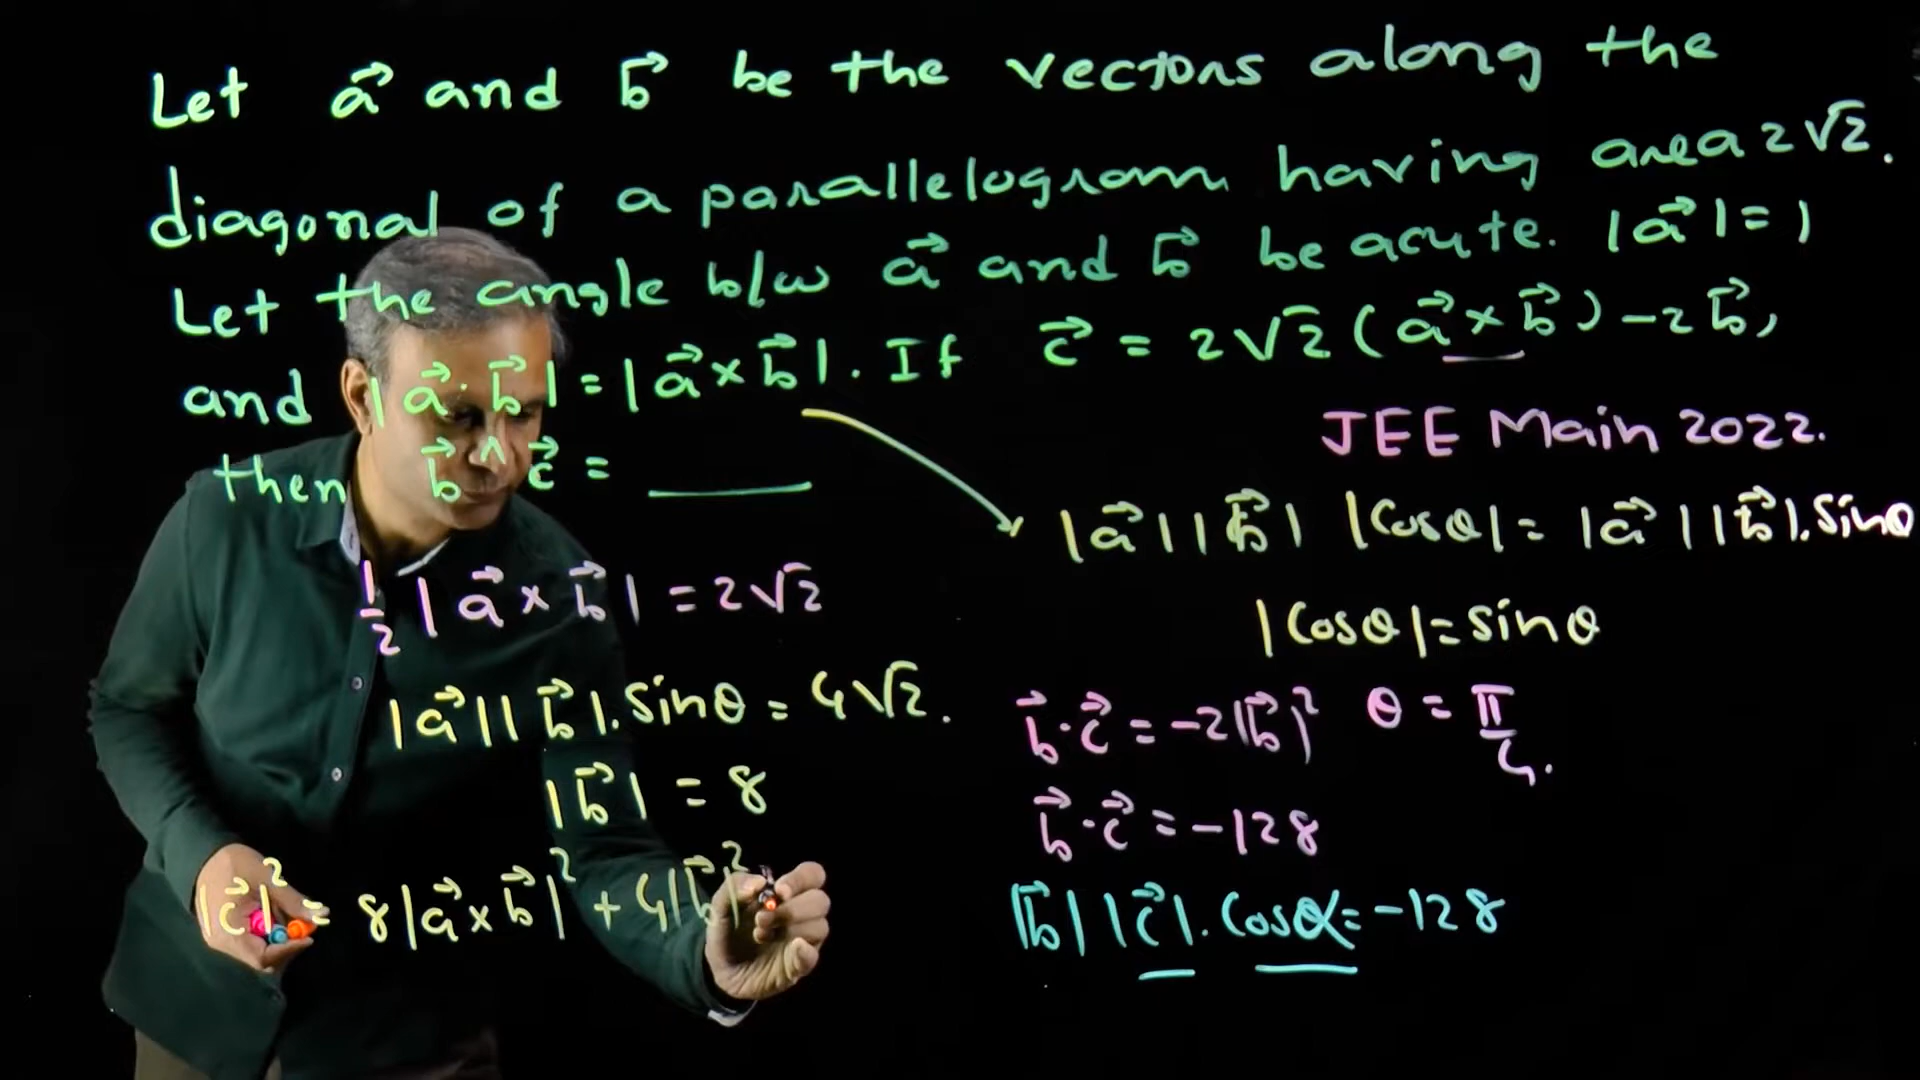 Let a⃗ and b⃗ be the vectors along the
diagonal of a parallelogram having area 2√2.
Let the angle b/w a⃗ and b⃗ be acute. |a⃗| = 1
and |a⃗·b⃗| = |a⃗×b⃗|. If c⃗ = 2√2(a⃗×b⃗) − 2b⃗,
then b⃗ ^ c⃗ = ______
JEE Main 2022.
|a⃗||b⃗| |Cosθ| = |a⃗||b⃗|.Sinθ
|Cosθ| = Sinθ
θ = π/4.
1/2 |a⃗×b⃗| = 2√2
|a⃗||b⃗|.Sinθ = 4√2.
|b⃗| = 8
|c⃗|² = 8|a⃗×b⃗|² + 4|b⃗|²
b⃗·c⃗ = −2|b⃗|²
b⃗·c⃗ = −128
|b⃗||c⃗|.Cosα = −128